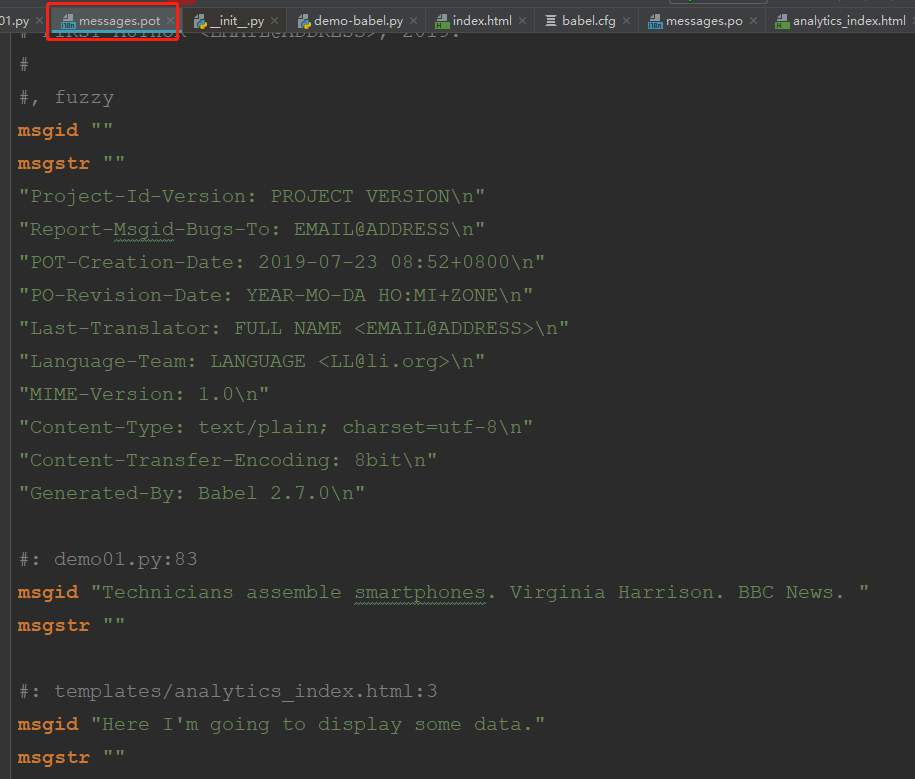 01.py
messages.pot
__init__.py
demo-babel.py
index.html
babel.cfg
messages.po
analytics_index.html
# FIRST AUTHOR <EMAIL@ADDRESS>, 2019.
#
#, fuzzy
msgid ""
msgstr ""
"Project-Id-Version: PROJECT VERSION\n"
"Report-Msgid-Bugs-To: EMAIL@ADDRESS\n"
"POT-Creation-Date: 2019-07-23 08:52+0800\n"
"PO-Revision-Date: YEAR-MO-DA HO:MI+ZONE\n"
"Last-Translator: FULL NAME <EMAIL@ADDRESS>\n"
"Language-Team: LANGUAGE <LL@li.org>\n"
"MIME-Version: 1.0\n"
"Content-Type: text/plain; charset=utf-8\n"
"Content-Transfer-Encoding: 8bit\n"
"Generated-By: Babel 2.7.0\n"
#: demo01.py:83
msgid "Technicians assemble smartphones. Virginia Harrison. BBC News. "
msgstr ""
#: templates/analytics_index.html:3
msgid "Here I'm going to display some data."
msgstr ""